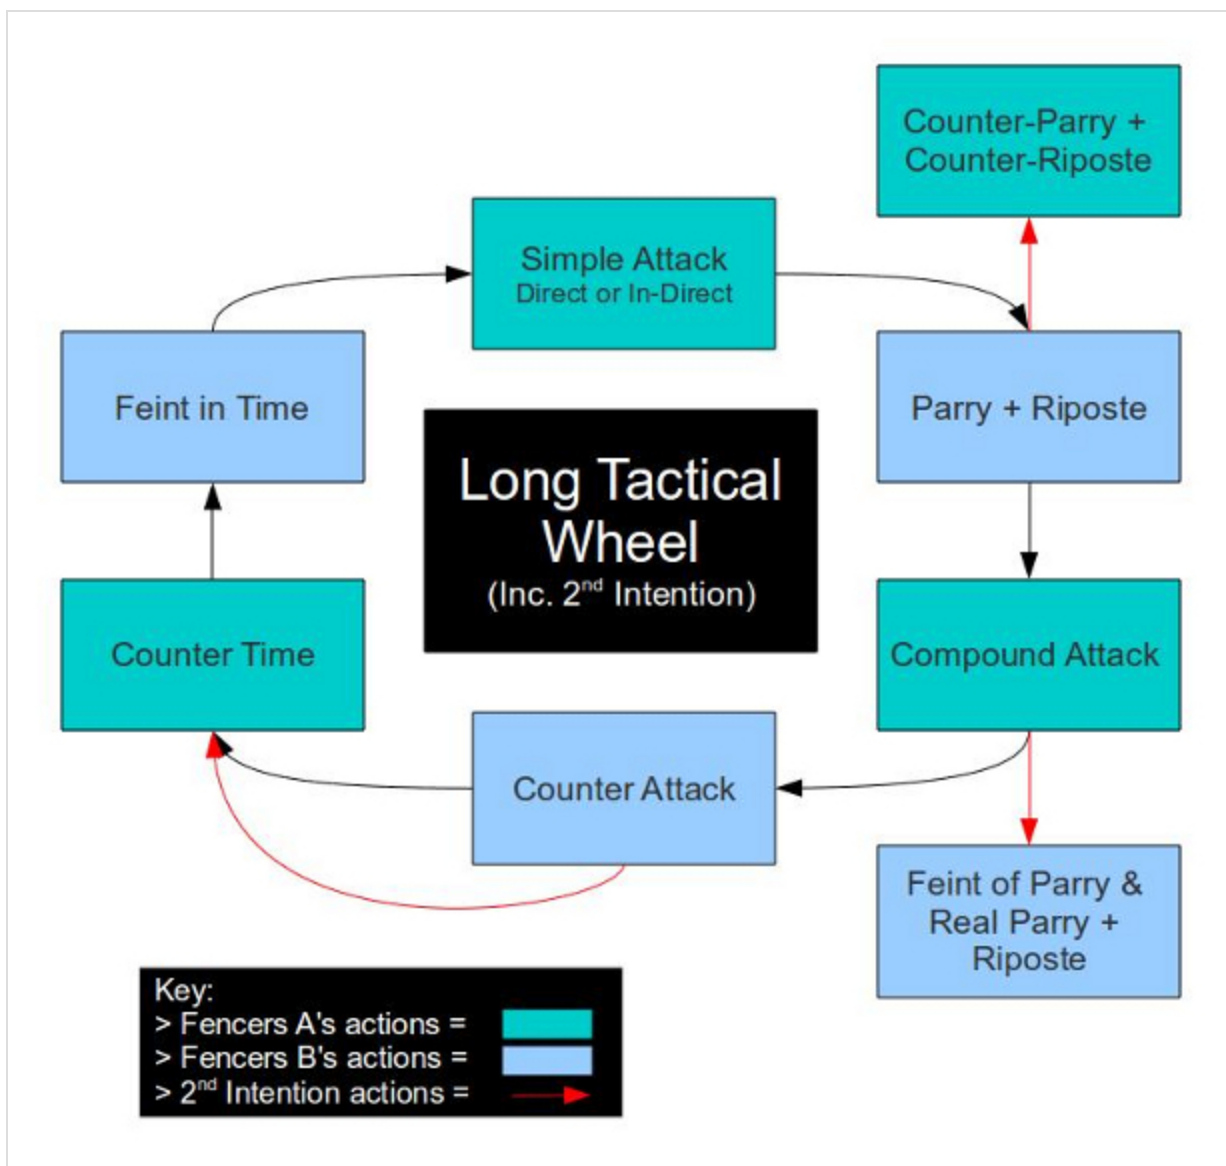 Counter-Parry +
Counter-Riposte
Simple Attack
Direct or In-Direct
Feint in Time
Parry + Riposte
Long Tactical
Wheel
(Inc. 2nd Intention)
Counter Time
Compound Attack
Counter Attack
Feint of Parry &
Real Parry +
Riposte
Key:
> Fencers A's actions =
> Fencers B's actions =
> 2nd Intention actions =